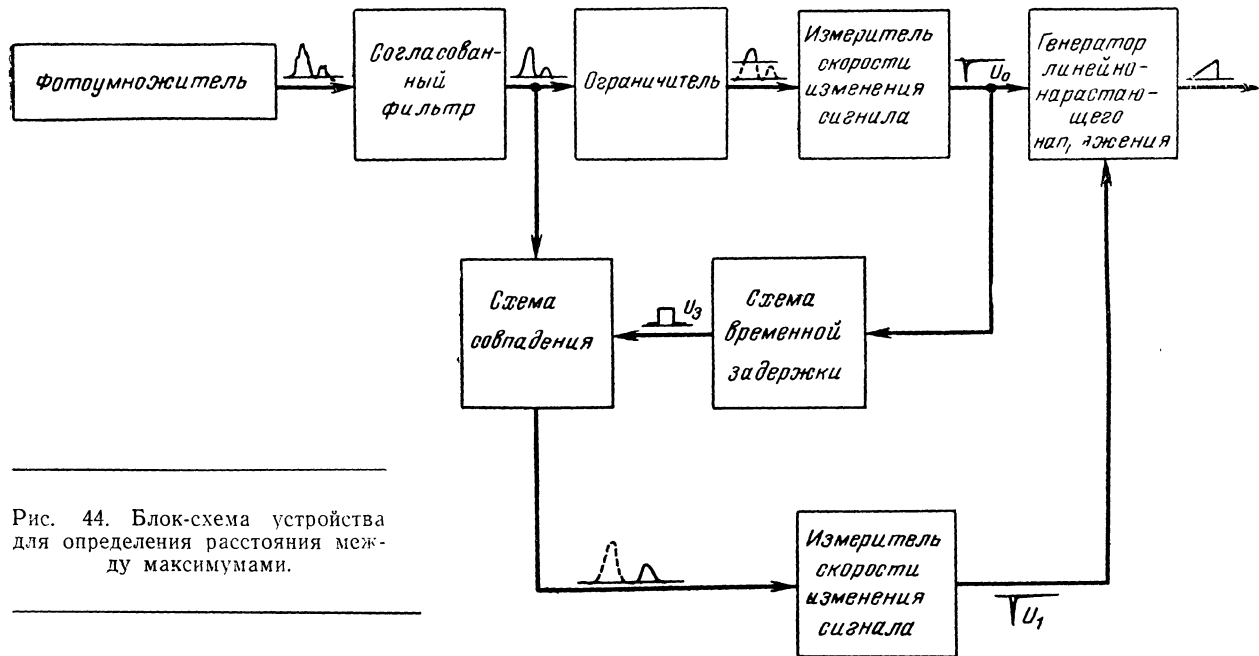 Фотоумножитель
Согласован-
ный
фильтр
Ограничитель
Измеритель
скорости
изменения
сигнала
U₀
Генератор
линейно-
нарастаю-
щего
напряжения
Схема
совпадения
U₃
Схема
временной
задержки
Измеритель
скорости
изменения
сигнала
U₁
Рис. 44. Блок-схема устройства
для определения расстояния меж-
ду максимумами.